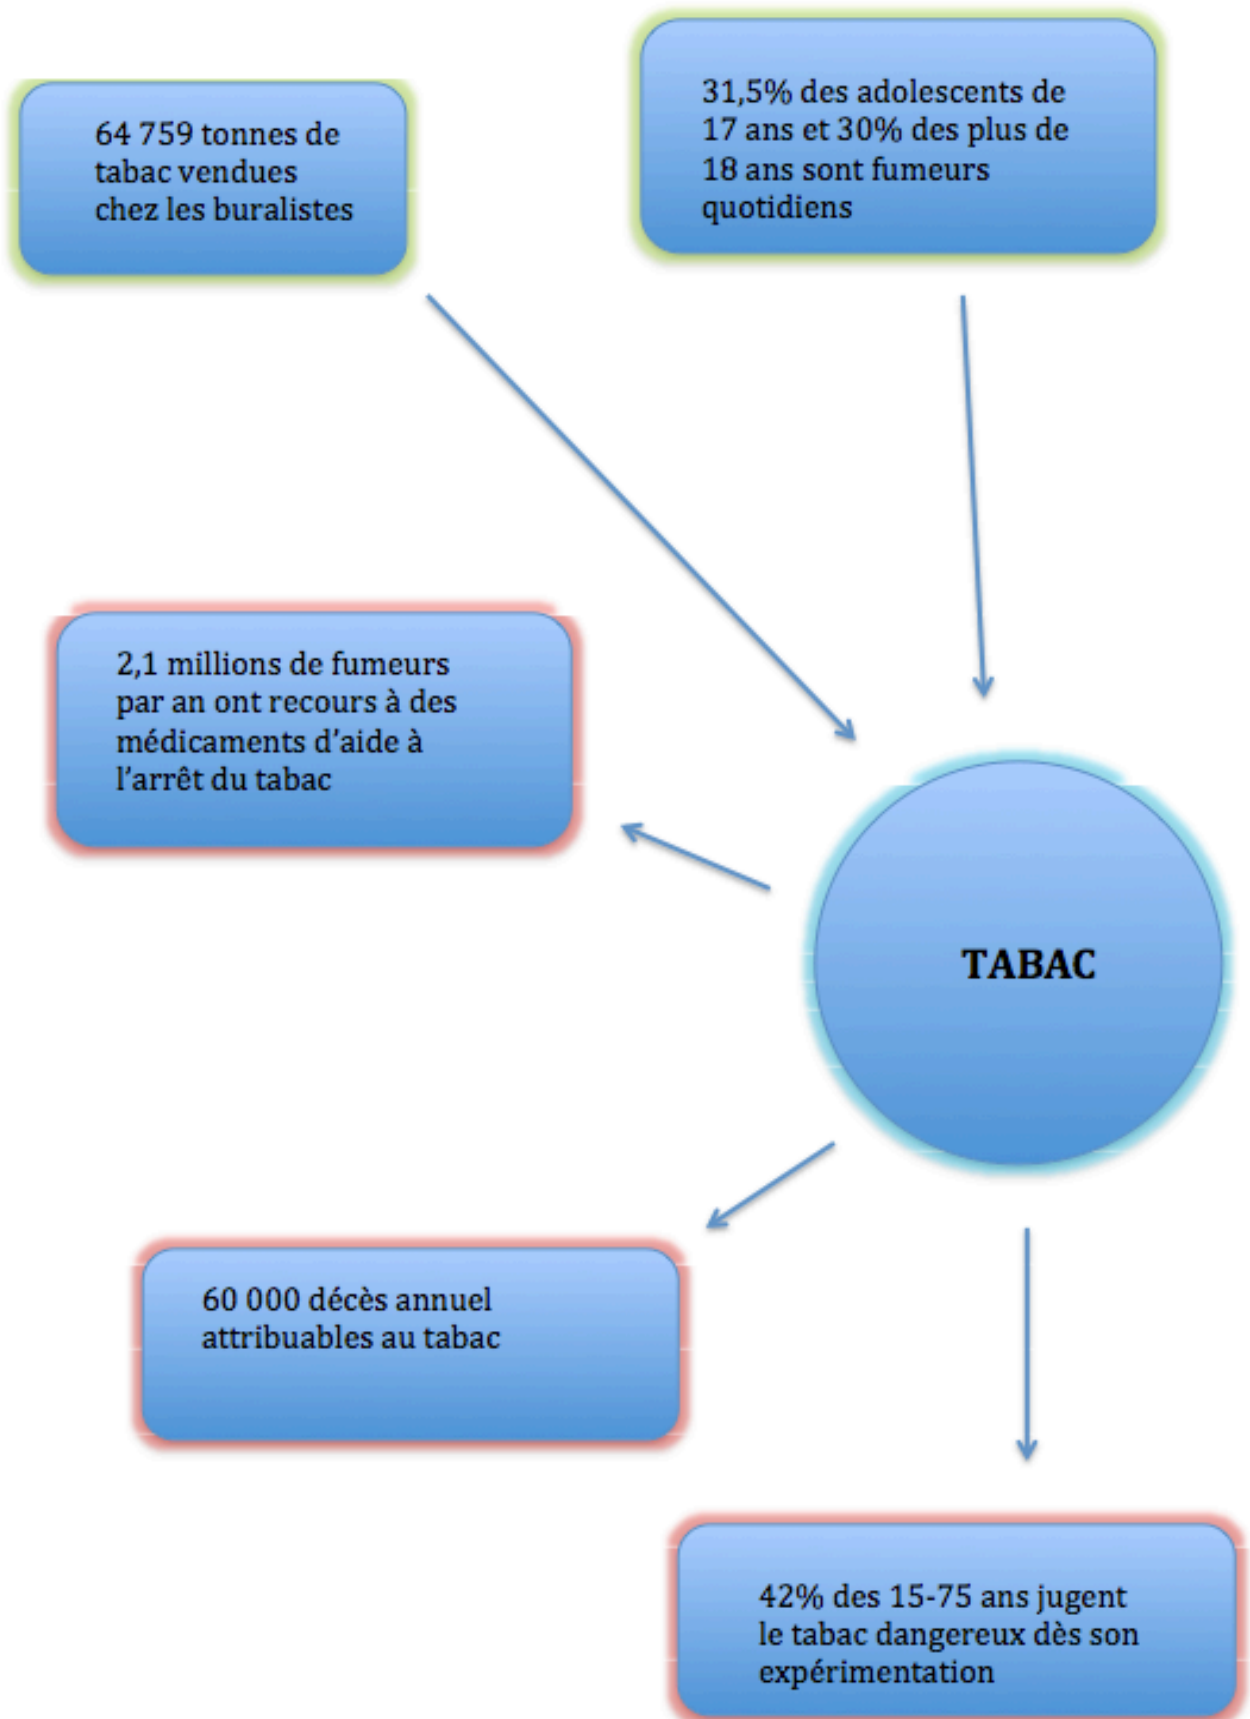 64 759 tonnes de
tabac vendues
chez les buralistes
31,5% des adolescents de
17 ans et 30% des plus de
18 ans sont fumeurs
quotidiens
2,1 millions de fumeurs
par an ont recours à des
médicaments d’aide à
l’arrêt du tabac
TABAC
60 000 décès annuel
attribuables au tabac
42% des 15-75 ans jugent
le tabac dangereux dès son
expérimentation